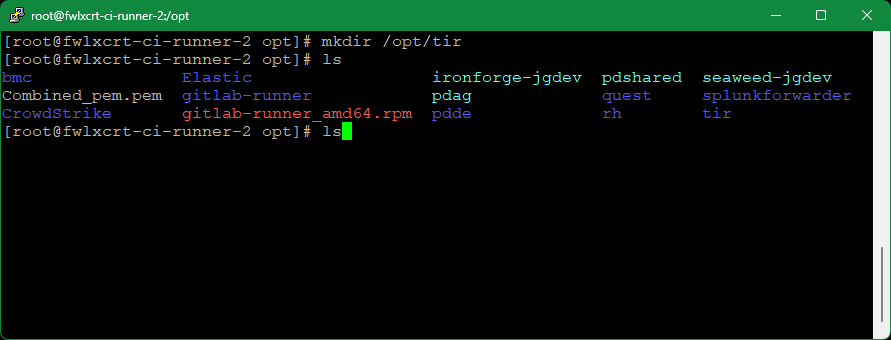 root@fwlxcrt-ci-runner-2:/opt
[root@fwlxcrt-ci-runner-2 opt]# mkdir /opt/tir
[root@fwlxcrt-ci-runner-2 opt]# ls
bmc Elastic ironforge-jgdev pdshared seaweed-jgdev
Combined_pem.pem gitlab-runner pdag quest splunkforwarder
CrowdStrike gitlab-runner_amd64.rpm pdde rh tir
[root@fwlxcrt-ci-runner-2 opt]# ls